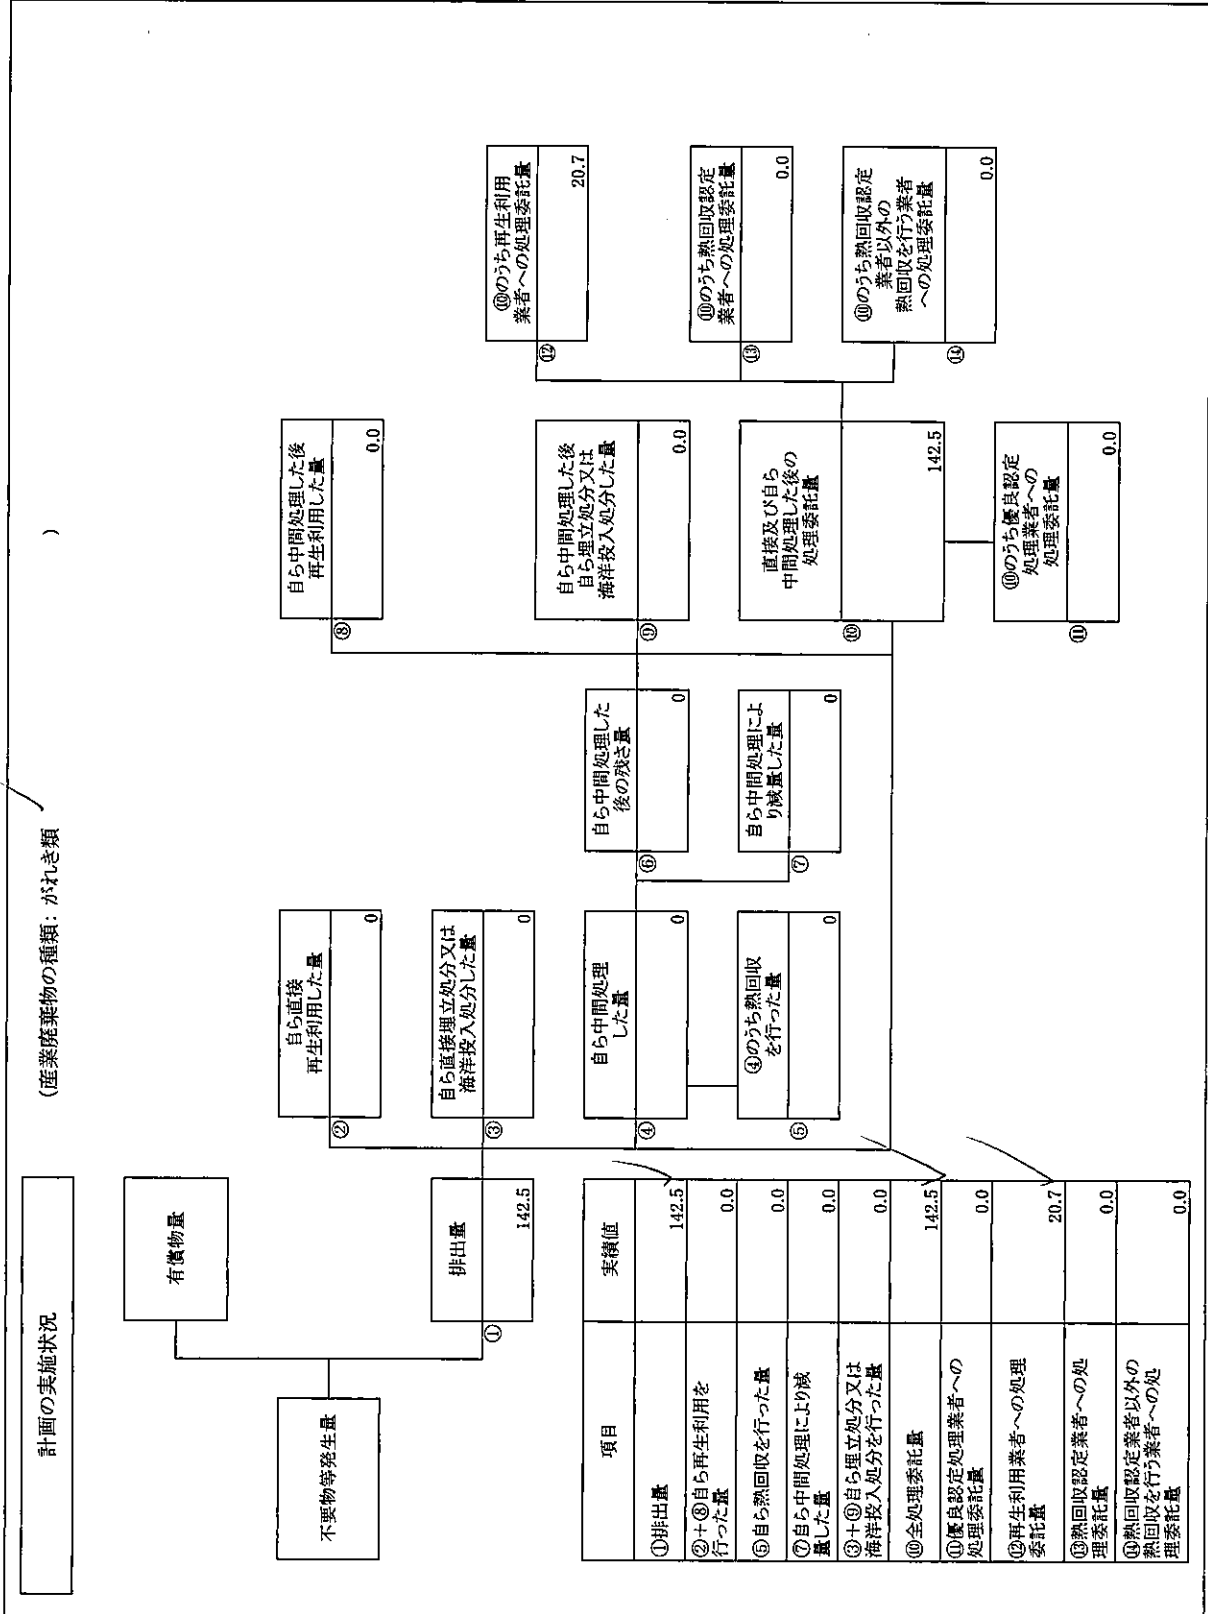 計画の実施状況
(産業廃棄物の種類: がれき類
)
不要物等発生量
有償物量
排出量
①
142.5
自ら直接
再生利用した量
②
0
自ら直接埋立処分又は
海洋投入処分した量
③
0
自ら中間処理
した量
④
0
④のうち熱回収
を行った量
⑤
0
自ら中間処理した
後の残さ量
⑥
0
自ら中間処理によ
り減量した量
⑦
0
自ら中間処理した後
再生利用した量
⑧
0.0
自ら中間処理した後
自ら埋立処分又は
海洋投入処分した量
⑨
0.0
直接及び自ら
中間処理した後の
処理委託量
⑩
142.5
⑩のうち優良認定
処理業者への
処理委託量
⑪
0.0
⑩のうち再生利用
業者への処理委託量
⑫
20.7
⑩のうち熱回収認定
業者への処理委託量
⑬
0.0
⑩のうち熱回収認定
業者以外の
熱回収を行う業者
への処理委託量
⑭
0.0
項目 実績値
①排出量 142.5
②+⑧自ら再生利用を
行った量 0.0
⑤自ら熱回収を行った量 0.0
⑦自ら中間処理により減
量した量 0.0
③+⑨自ら埋立処分又は
海洋投入処分を行った量 0.0
⑩全処理委託量 142.5
⑪優良認定処理業者への
処理委託量 0.0
⑫再生利用業者への処理
委託量 20.7
⑬熱回収認定業者への処
理委託量 0.0
⑭熱回収認定業者以外の
熱回収を行う業者への処
理委託量 0.0